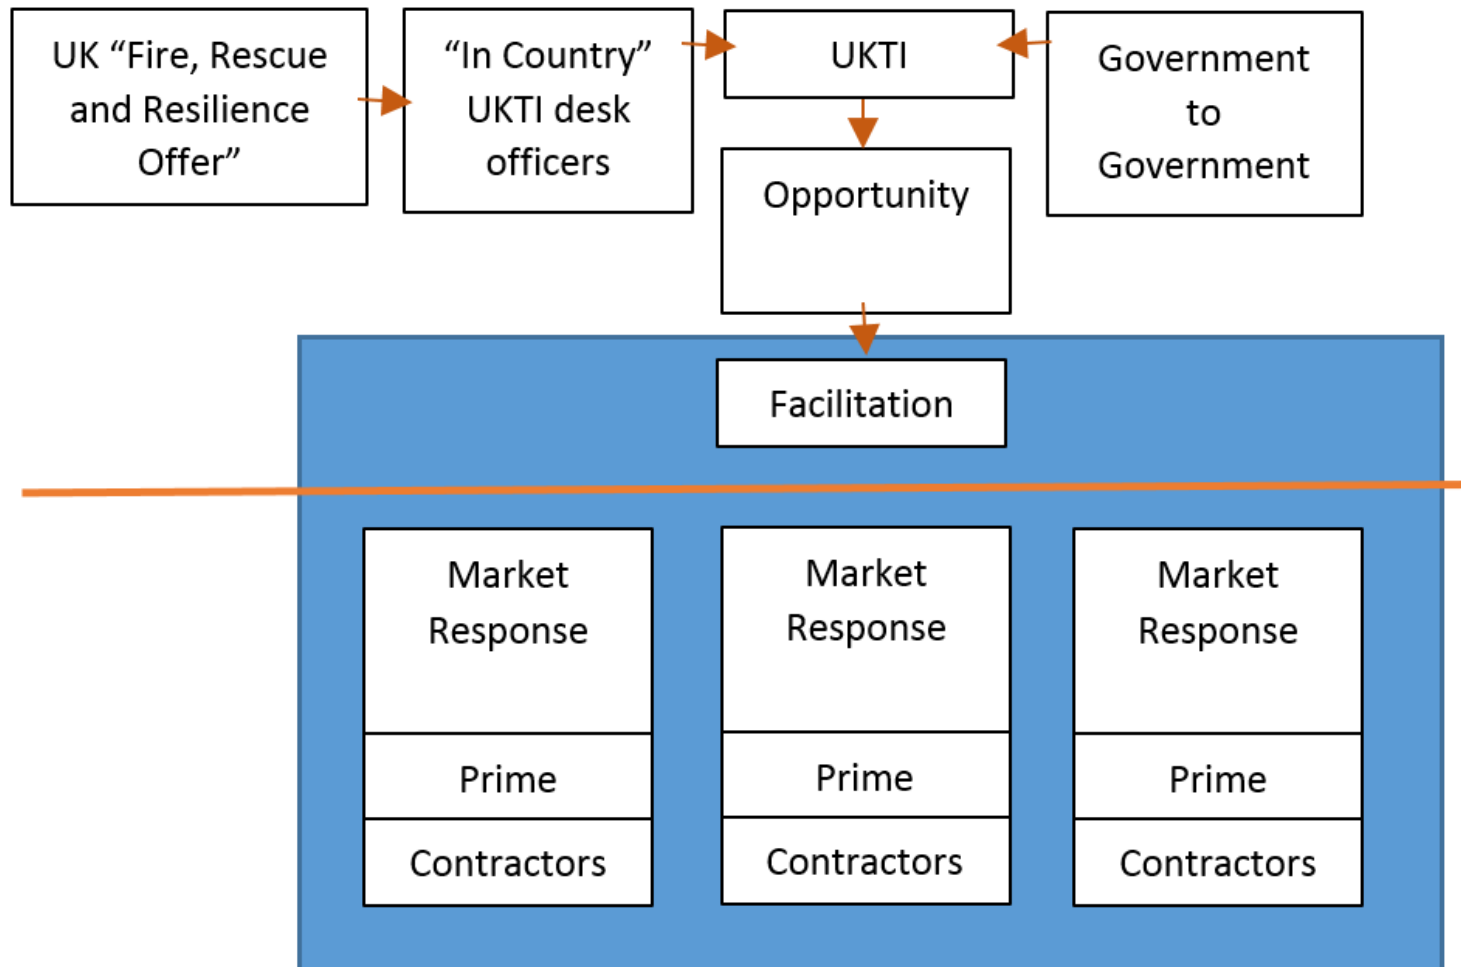 UK “Fire, Rescue
and Resilience
Offer”
“In Country”
UKTI desk
officers
UKTI
Government
to
Government
Opportunity
Facilitation
Market
Response
Prime
Contractors
Market
Response
Prime
Contractors
Market
Response
Prime
Contractors